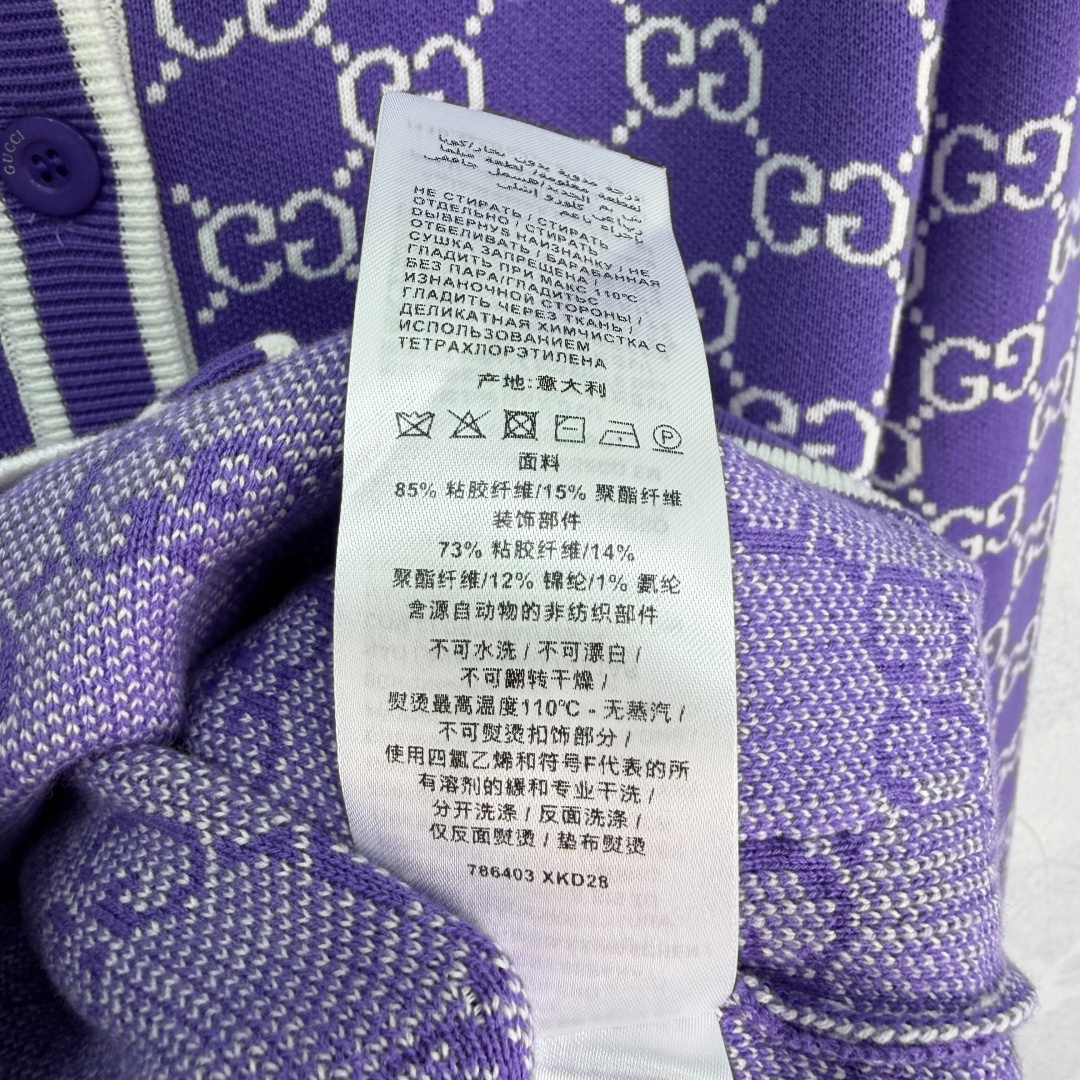 GUCCI
НЕ СТИРАТЬ / СТИРАТЬ
ОТДЕЛЬНО / СТИРАТЬ
DЫВЕРНУВ НАИЗНАНКУ / НЕ
ОТБЕЛИВАТЬ / БАРАБАННАЯ
СУШКА ЗАПРЕЩЕНА /
ГЛАДИТЬ ПРИ МАКС 110°C
БЕЗ ПАРА/ГЛАДИТЬС
ИЗНАНОЧНОЙ СТОРОНЫ /
ГЛАДИТЬ ЧЕРЕЗ ТКАНЬ /
ДЕЛИКАТНАЯ ХИМЧИСТКА С
ИСПОЛЬЗОВАНИЕМ
ТЕТРАХЛОРЭТИЛЕНА
产地:意大利
P
面料
85% 粘胶纤维/15% 聚酯纤维
装饰部件
73% 粘胶纤维/14%
聚酯纤维/12% 锦纶/1% 氨纶
含源自动物的非纺织部件
不可水洗 / 不可漂白 /
不可翻转干燥 /
熨烫最高温度110°C - 无蒸汽 /
不可熨烫扣饰部分 /
使用四氯乙烯和符号F代表的所
有溶剂的缓和专业干洗 /
分开洗涤 / 反面洗涤 /
仅反面熨烫 / 垫布熨烫
786403 XKD28